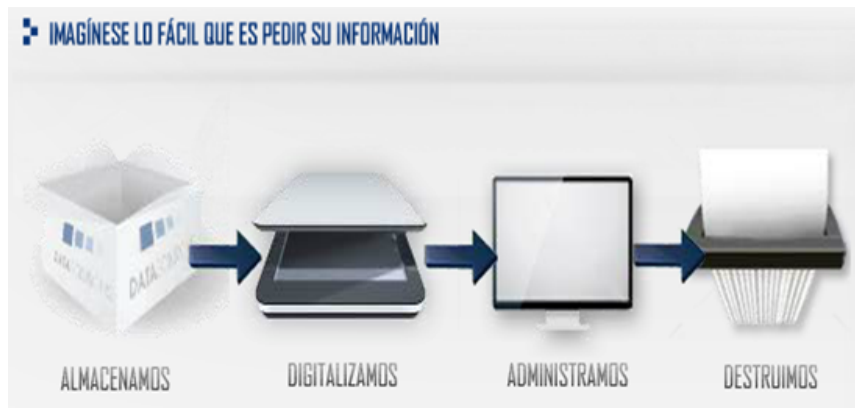 IMAGÍNESE LO FÁCIL QUE ES PEDIR SU INFORMACIÓN
ALMACENAMOS
DIGITALIZAMOS
ADMINISTRAMOS
DESTRUIMOS